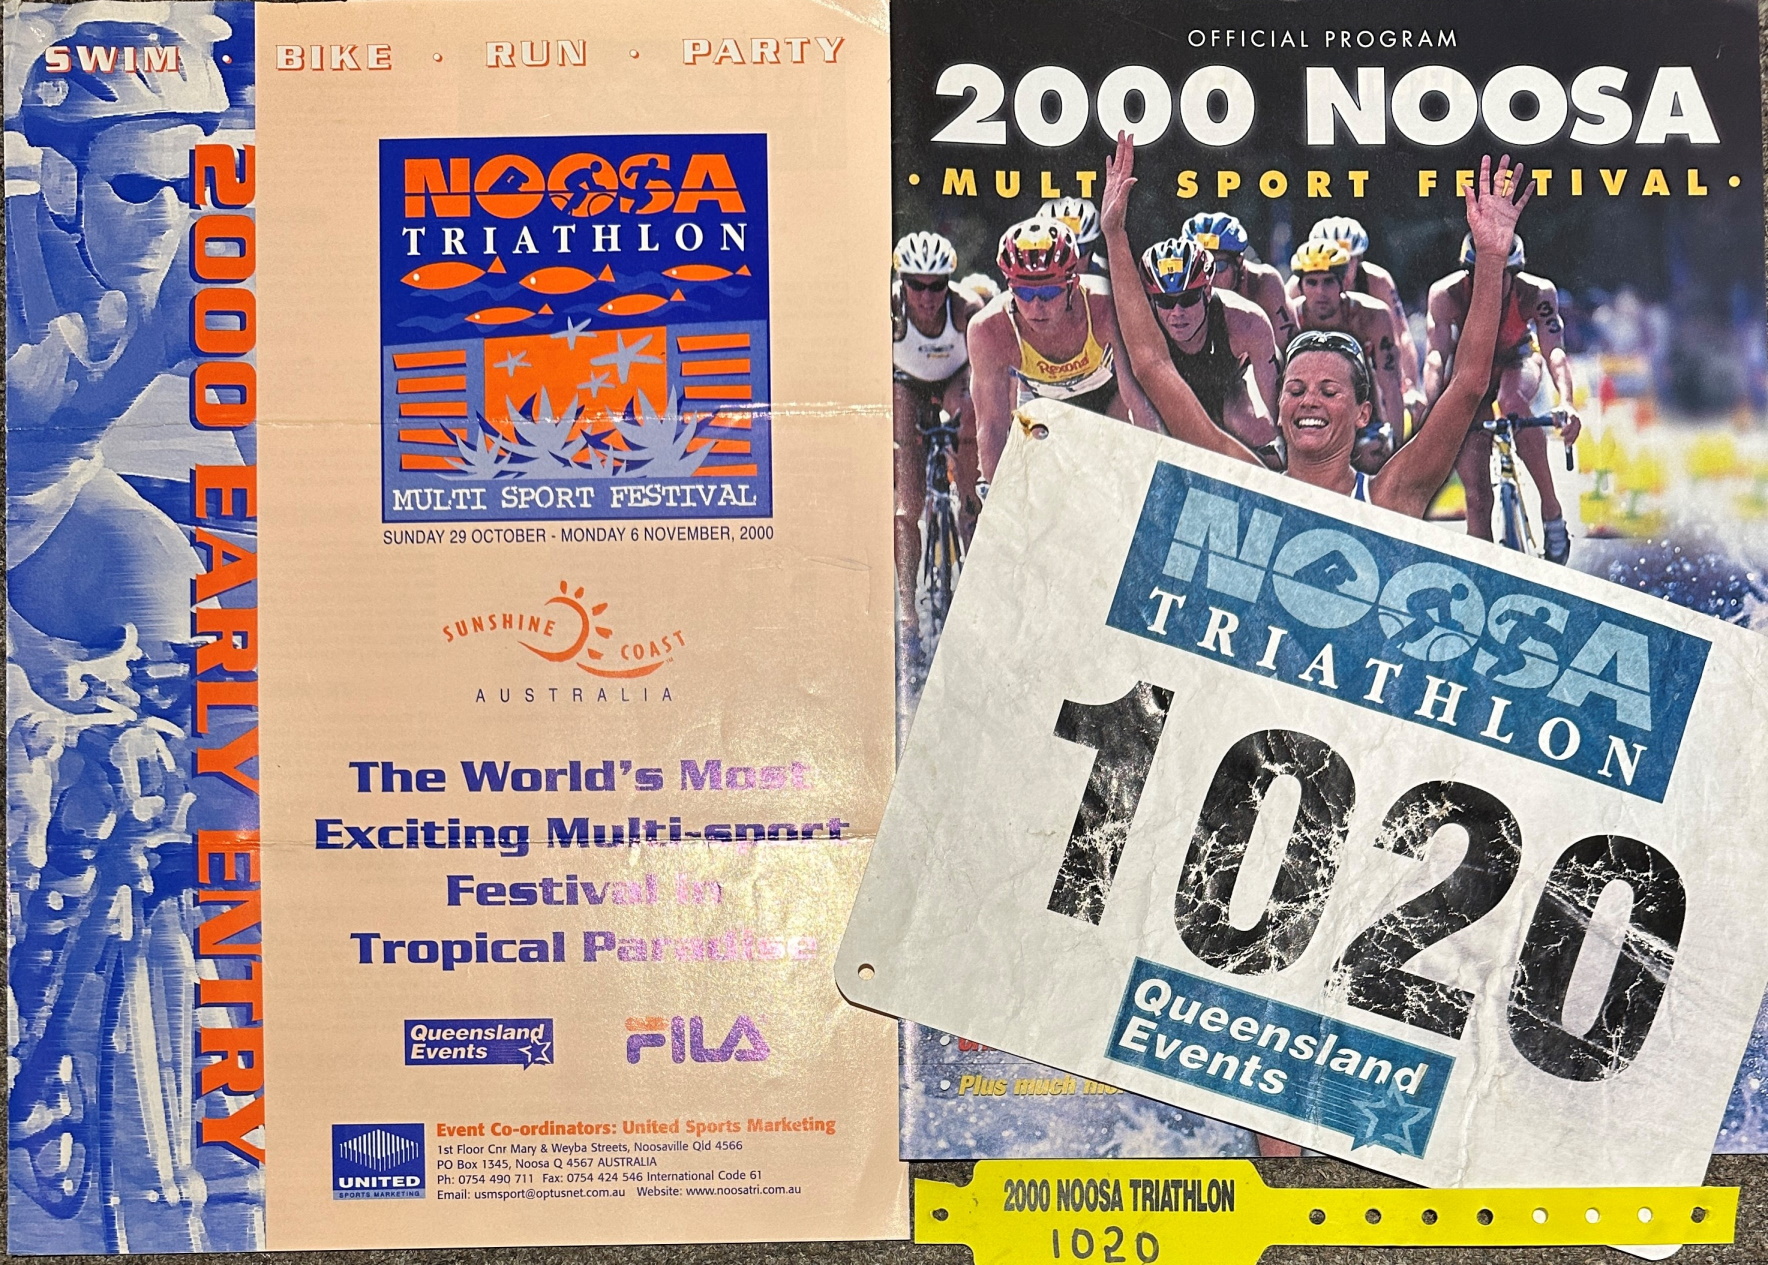 SWIM · BIKE · RUN · PARTY
2000 EARLY ENTRY
NOOSA
TRIATHLON
MULTI SPORT FESTIVAL
SUNDAY 29 OCTOBER - MONDAY 6 NOVEMBER, 2000
SUNSHINE COAST
AUSTRALIA
The World's Most
Exciting Multi-sport
Festival in
Tropical Paradise
Queensland
Events
FILA
UNITED
SPORTS MARKETING
Event Co-ordinators: United Sports Marketing
1st Floor Cnr Mary & Weyba Streets, Noosaville Qld 4566
PO Box 1345, Noosa Q 4567 AUSTRALIA
Ph: 0754 490 711 Fax: 0754 424 546 International Code 61
Email: usmsport@optusnet.com.au Website: www.noosatri.com.au
OFFICIAL PROGRAM
2000 NOOSA
· MULTI SPORT FESTIVAL ·
Rexona
17
42
33
NOOSA
TRIATHLON
1020
Queensland
Events
· Plus much
2000 NOOSA TRIATHLON
1020